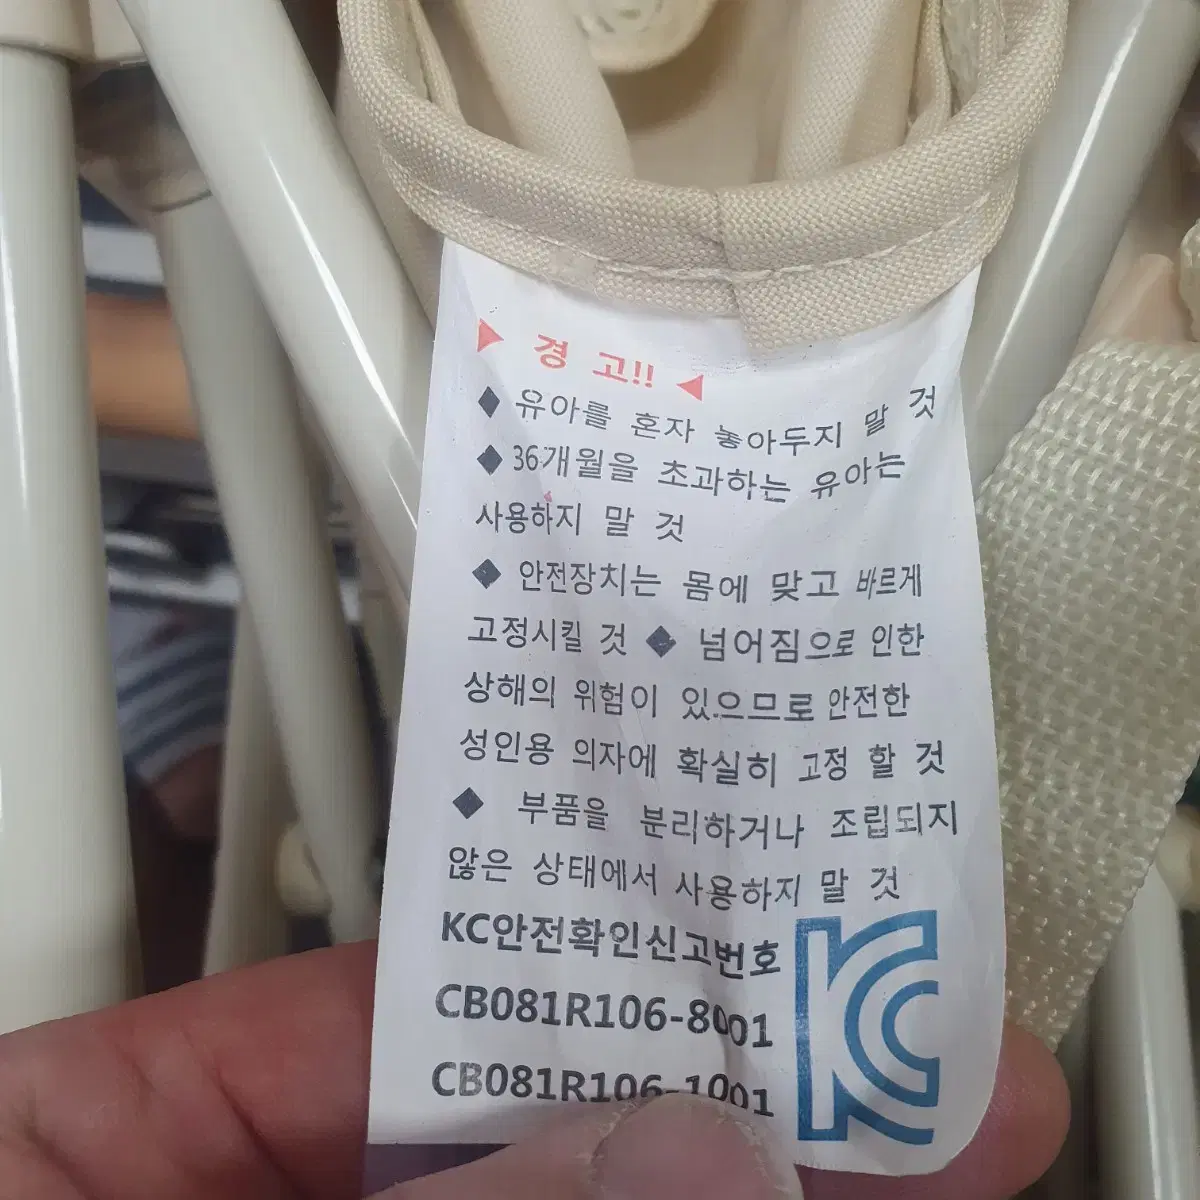 ▶ 경 고!! ◀
◆ 유아를 혼자 놓아두지 말 것
◆ 36개월을 초과하는 유아는
사용하지 말 것
◆ 안전장치는 몸에 맞고 바르게
고정시킬 것 ◆ 넘어짐으로 인한
상해의 위험이 있으므로 안전한
성인용 의자에 확실히 고정 할 것
◆ 부품을 분리하거나 조립되지
않은 상태에서 사용하지 말 것
KC안전확인신고번호
CB081R106-8001
CB081R106-1001
KC